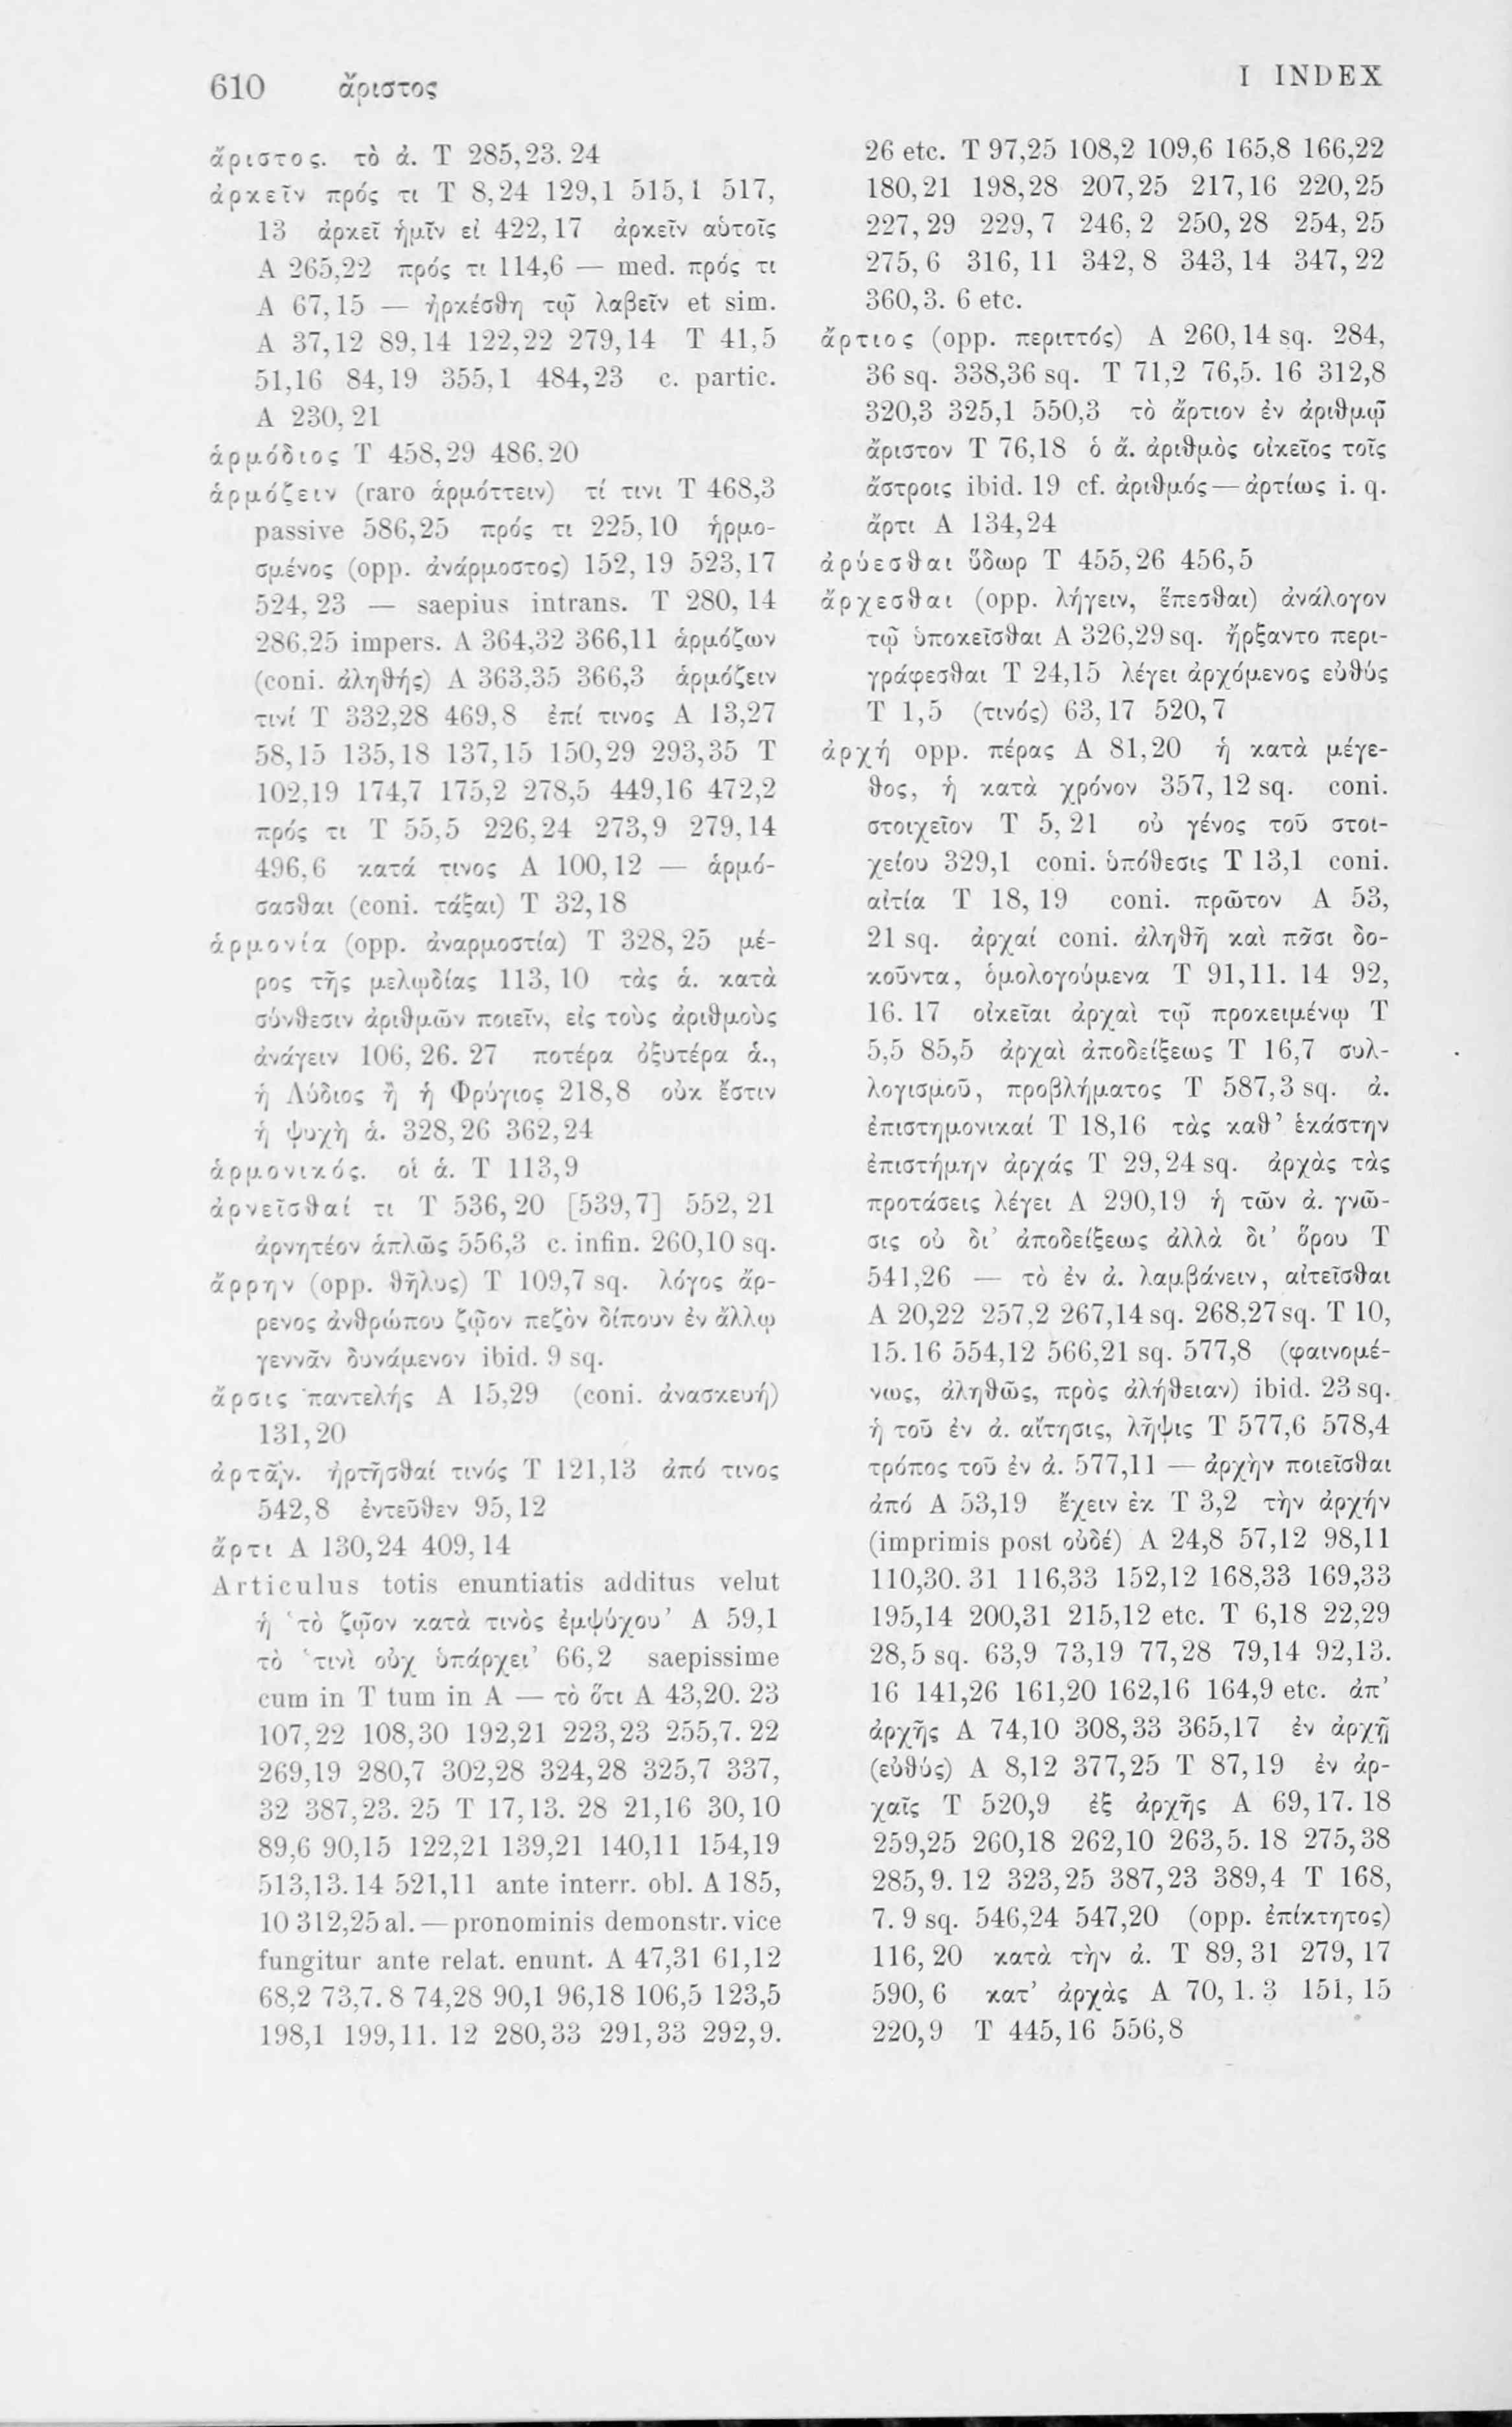 610 ἄριστος
I INDEX
ἄριστος. τὸ ἀ. T 285,23. 24
ἀρκεῖν πρός τι T 8,24 129,1 515,1 517,
13 ἀρκεῖ ἡμῖν εἰ 422,17 ἀρκεῖν αὑτοῖς
A 265,22 πρός τι 114,6 — med. πρός τι
A 67,15 — ἠρκέσθη τῷ λαβεῖν et sim.
A 37,12 89,14 122,22 279,14 T 41,5
51,16 84,19 355,1 484,23 c. partic.
A 230, 21
ἁρμόδιος T 458,29 486,20
ἁρμόζειν (raro ἁρμόττειν) τί τινι T 468,3
passive 586,25 πρός τι 225,10 ἡρμο-
σμένος (opp. ἀνάρμοστος) 152, 19 523,17
524, 23 — saepius intrans. T 280, 14
286,25 impers. A 364,32 366,11 ἁρμόζων
(coni. ἀληθής) A 363,35 366,3 ἁρμόζειν
τινί T 332,28 469,8 ἐπί τινος A 13,27
58,15 135,18 137,15 150,29 293,35 T
102,19 174,7 175,2 278,5 449,16 472,2
πρός τι T 55,5 226,24 273,9 279,14
496,6 κατά τινος A 100,12 — ἁρμό-
σασθαι (coni. τάξαι) T 32,18
ἁρμονία (opp. ἀναρμοστία) T 328, 25 μέ-
ρος τῆς μελῳδίας 113, 10 τὰς ἁ. κατὰ
σύνθεσιν ἀριθμῶν ποιεῖν, εἰς τοὺς ἀριθμοὺς
ἀνάγειν 106, 26. 27 ποτέρα ὀξυτέρα ἁ.,
ἡ Λύδιος ἢ ἡ Φρύγιος 218,8 οὐκ ἔστιν
ἡ ψυχὴ ἁ. 328,26 362,24
ἁρμονικός. οἱ ἁ. T 113,9
ἀρνεῖσθαί τι T 536, 20 [539,7] 552, 21
ἀρνητέον ἁπλῶς 556,3 c. infin. 260,10 sq.
ἄρρην (opp. θῆλυς) T 109,7 sq. λόγος ἄρ-
ρενος ἀνθρώπου ζῷον πεζὸν δίπουν ἐν ἄλλῳ
γεννᾶν δυνάμενον ibid. 9 sq.
ἄρσις παντελής A 15,29 (coni. ἀνασκευή)
131,20
ἀρτᾶν. ἠρτῆσθαί τινός T 121,13 ἀπό τινος
542,8 ἐντεῦθεν 95,12
ἄρτι A 130,24 409,14
Articulus totis enuntiatis additus velut
ἡ ʽτὸ ζῷον κατὰ τινὸς ἐμψύχου’ A 59,1
τὸ ʽτινὶ οὐχ ὑπάρχει’ 66,2 saepissime
cum in T tum in A — τὸ ὅτι A 43,20. 23
107,22 108,30 192,21 223,23 255,7. 22
269,19 280,7 302,28 324,28 325,7 337,
32 387,23. 25 T 17,13. 28 21,16 30,10
89,6 90,15 122,21 139,21 140,11 154,19
513,13. 14 521,11 ante interr. obl. A 185,
10 312,25 al. — pronominis demonstr. vice
fungitur ante relat. enunt. A 47,31 61,12
68,2 73,7. 8 74,28 90,1 96,18 106,5 123,5
198,1 199,11. 12 280,33 291,33 292,9.
26 etc. T 97,25 108,2 109,6 165,8 166,22
180,21 198,28 207,25 217,16 220,25
227, 29 229, 7 246, 2 250, 28 254, 25
275, 6 316, 11 342, 8 343, 14 347, 22
360,3. 6 etc.
ἄρτιος (opp. περιττός) A 260,14 sq. 284,
36 sq. 338,36 sq. T 71,2 76,5. 16 312,8
320,3 325,1 550,3 τὸ ἄρτιον ἐν ἀριθμῷ
ἄριστον T 76,18 ὁ ἄ. ἀριθμὸς οἰκεῖος τοῖς
ἄστροις ibid. 19 cf. ἀριθμός — ἀρτίως i. q.
ἄρτι A 134,24
ἀρύεσθαι ὕδωρ T 455,26 456,5
ἄρχεσθαι (opp. λήγειν, ἕπεσθαι) ἀνάλογον
τῷ ὑποκεῖσθαι A 326,29 sq. ἤρξαντο περι-
γράφεσθαι T 24,15 λέγει ἀρχόμενος εὐθύς
T 1,5 (τινός) 63,17 520,7
ἀρχή opp. πέρας A 81,20 ἡ κατὰ μέγε-
θος, ἡ κατὰ χρόνον 357, 12 sq. coni.
στοιχεῖον T 5, 21 οὐ γένος τοῦ στοι-
χείου 329,1 coni. ὑπόθεσις T 13,1 coni.
αἰτία T 18, 19 coni. πρῶτον A 53,
21 sq. ἀρχαί coni. ἀληθῆ καὶ πᾶσι δο-
κοῦντα, ὁμολογούμενα T 91,11. 14 92,
16. 17 οἰκεῖαι ἀρχαὶ τῷ προκειμένῳ T
5,5 85,5 ἀρχαὶ ἀποδείξεως T 16,7 συλ-
λογισμοῦ, προβλήματος T 587,3 sq. ἀ.
ἐπιστημονικαί T 18,16 τὰς καθ’ ἑκάστην
ἐπιστήμην ἀρχάς T 29,24 sq. ἀρχὰς τὰς
προτάσεις λέγει A 290,19 ἡ τῶν ἀ. γνῶ-
σις οὐ δι’ ἀποδείξεως ἀλλὰ δι’ ὅρου T
541,26 — τὸ ἐν ἀ. λαμβάνειν, αἰτεῖσθαι
A 20,22 257,2 267,14 sq. 268,27 sq. T 10,
15. 16 554,12 566,21 sq. 577,8 (φαινομέ-
νως, ἀληθῶς, πρὸς ἀλήθειαν) ibid. 23 sq.
ἡ τοῦ ἐν ἀ. αἴτησις, λῆψις T 577,6 578,4
τρόπος τοῦ ἐν ἀ. 577,11 — ἀρχὴν ποιεῖσθαι
ἀπό A 53,19 ἔχειν ἐκ T 3,2 τὴν ἀρχήν
(imprimis post οὐδέ) A 24,8 57,12 98,11
110,30. 31 116,33 152,12 168,33 169,33
195,14 200,31 215,12 etc. T 6,18 22,29
28,5 sq. 63,9 73,19 77,28 79,14 92,13.
16 141,26 161,20 162,16 164,9 etc. ἀπ’
ἀρχῆς A 74,10 308,33 365,17 ἐν ἀρχῇ
(εὐθύς) A 8,12 377,25 T 87,19 ἐν ἀρ-
χαῖς T 520,9 ἐξ ἀρχῆς A 69,17. 18
259,25 260,18 262,10 263,5. 18 275,38
285,9. 12 323,25 387,23 389,4 T 168,
7. 9 sq. 546,24 547,20 (opp. ἐπίκτητος)
116, 20 κατὰ τὴν ἀ. T 89, 31 279, 17
590, 6 κατ’ ἀρχὰς A 70, 1. 3 151, 15
220,9 T 445,16 556,8